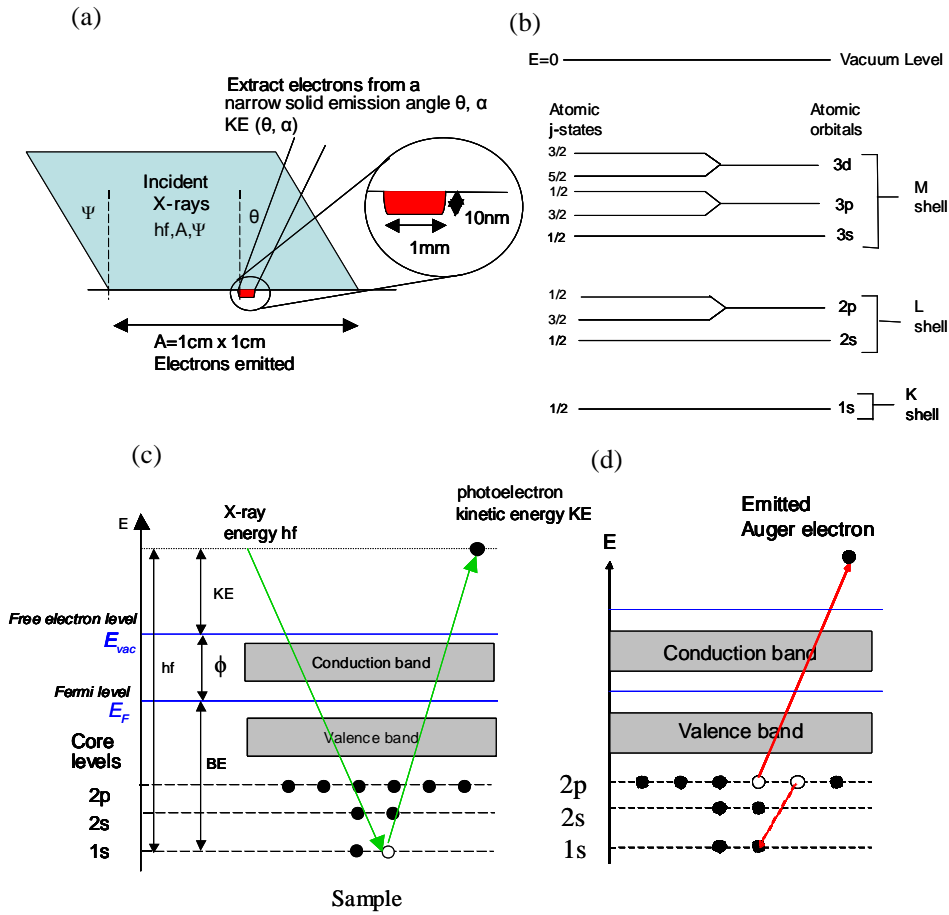 (a)
Extract electrons from a
narrow solid emission angle θ, α
KE (θ, α)
Incident
X-rays
hf,A,Ψ
Ψ
θ
10nm
1mm
A=1cm x 1cm
Electrons emitted
(b)
E=0
Vacuum Level
Atomic
j-states
Atomic
orbitals
3/2
5/2
3d
1/2
3/2
3p
1/2
3s
M
shell
1/2
3/2
2p
1/2
2s
L
shell
1/2
1s
K
shell
(c)
E
X-ray
energy hf
photoelectron
kinetic energy KE
KE
Free electron level
Evac
hf
ϕ
Conduction band
Fermi level
EF
Valence band
Core
levels
BE
2p
2s
1s
Sample
(d)
Emitted
Auger electron
E
Conduction band
Valence band
2p
2s
1s